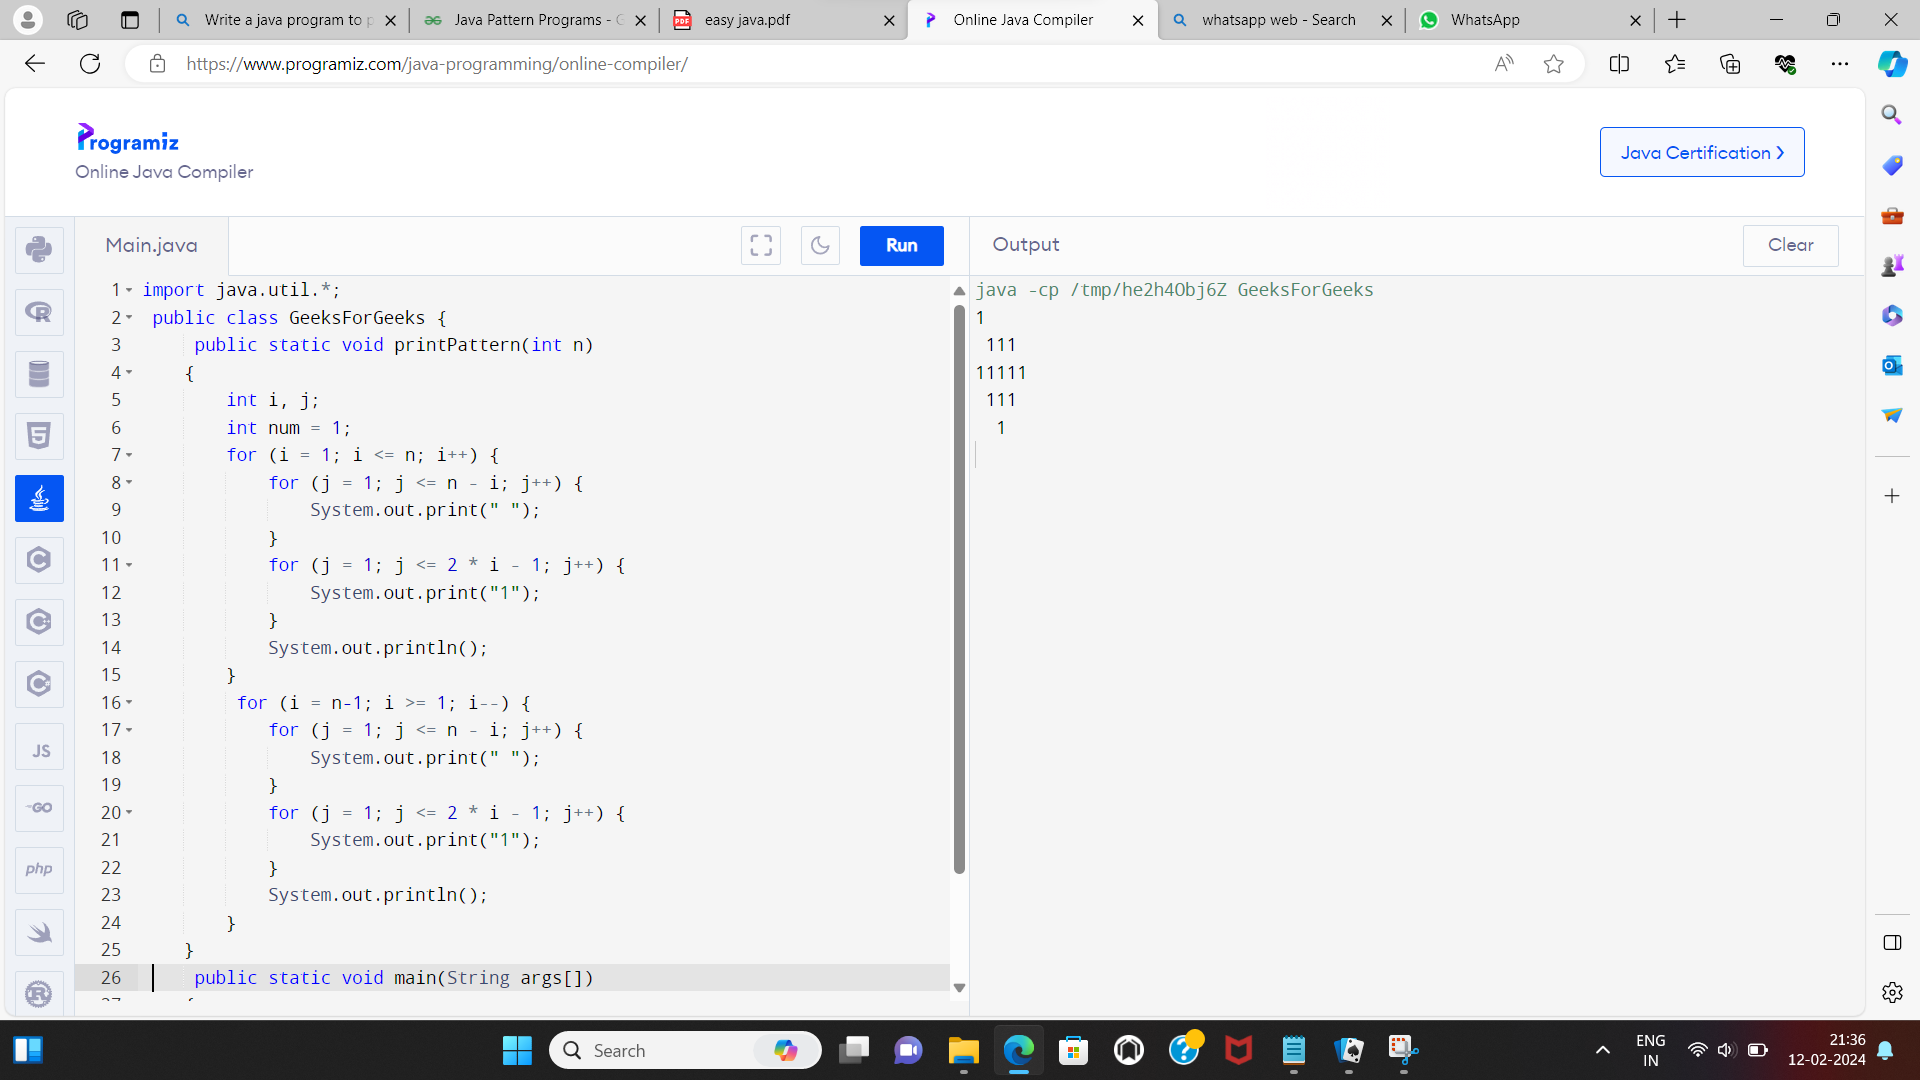 Write a java program to p
Java Pattern Programs - G
easy java.pdf
Online Java Compiler
whatsapp web - Search
WhatsApp
https://www.programiz.com/java-programming/online-compiler/
Programiz
Online Java Compiler
Java Certification >
Main.java
Run
Output
Clear
1 import java.util.*;
2 public class GeeksForGeeks {
3 public static void printPattern(int n)
4 {
5 int i, j;
6 int num = 1;
7 for (i = 1; i <= n; i++) {
8 for (j = 1; j <= n - i; j++) {
9 System.out.print(" ");
10 }
11 for (j = 1; j <= 2 * i - 1; j++) {
12 System.out.print("1");
13 }
14 System.out.println();
15 }
16 for (i = n-1; i >= 1; i--) {
17 for (j = 1; j <= n - i; j++) {
18 System.out.print(" ");
19 }
20 for (j = 1; j <= 2 * i - 1; j++) {
21 System.out.print("1");
22 }
23 System.out.println();
24 }
25 }
26 public static void main(String args[])
java -cp /tmp/he2h4Obj6Z GeeksForGeeks
1
111
11111
111
1
JS
GO
php
Search
ENG
IN
21:36
12-02-2024